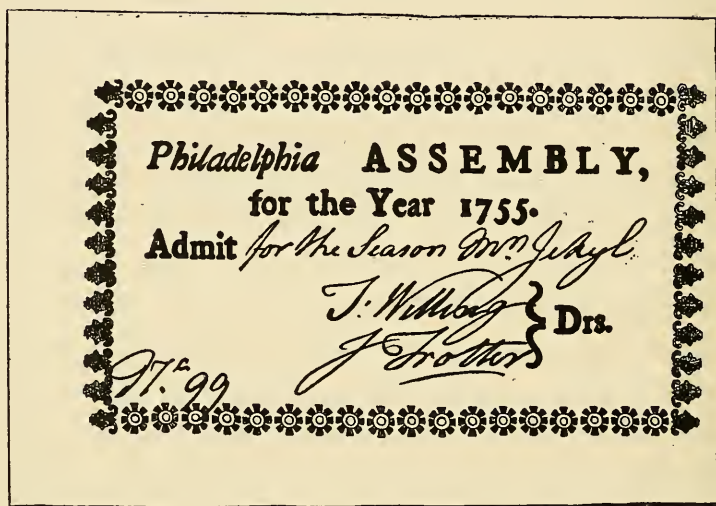 Philadelphia ASSEMBLY,
for the Year 1755.
Admit for the Season Mrs Jekyl
T: Willing
} Drs.
J Trotter
No. 99